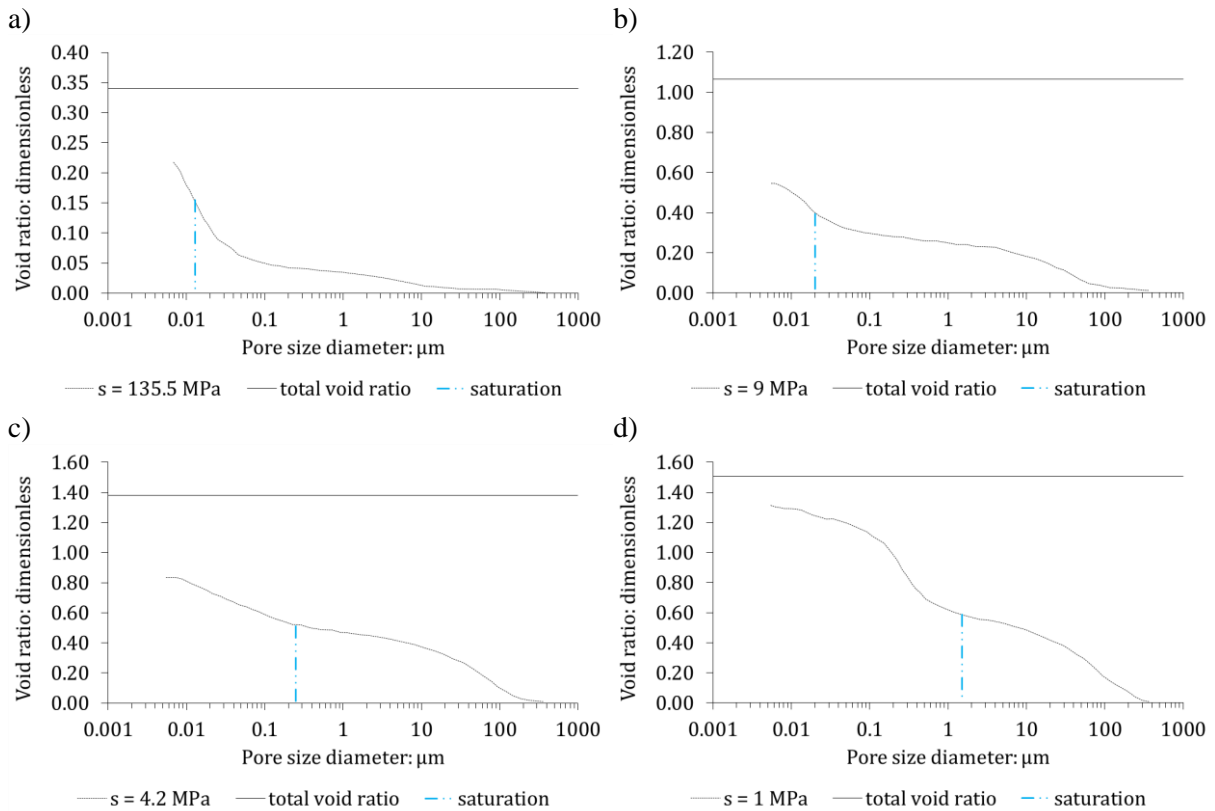 a)
Void ratio: dimensionless
0.40
0.35
0.30
0.25
0.20
0.15
0.10
0.05
0.00
0.001 0.01 0.1 1 10 100 1000
Pore size diameter: μm
s = 135.5 MPa total void ratio saturation
b)
Void ratio: dimensionless
1.20
1.00
0.80
0.60
0.40
0.20
0.00
0.001 0.01 0.1 1 10 100 1000
Pore size diameter: μm
s = 9 MPa total void ratio saturation
c)
Void ratio: dimensionless
1.60
1.40
1.20
1.00
0.80
0.60
0.40
0.20
0.00
0.001 0.01 0.1 1 10 100 1000
Pore size diameter: μm
s = 4.2 MPa total void ratio saturation
d)
Void ratio: dimensionless
1.60
1.40
1.20
1.00
0.80
0.60
0.40
0.20
0.00
0.001 0.01 0.1 1 10 100 1000
Pore size diameter: μm
s = 1 MPa total void ratio saturation